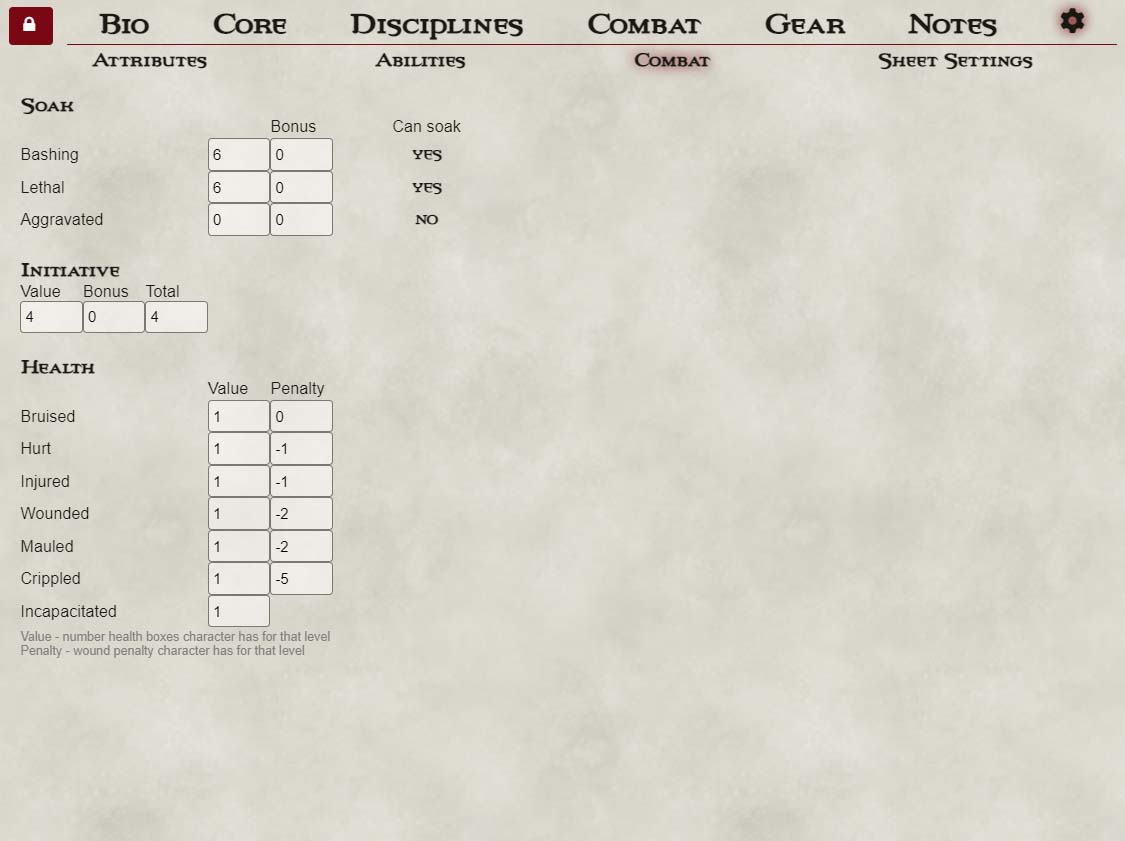 Bio Core Disciplines Combat Gear Notes
Attributes Abilities Combat Sheet Settings
Soak
Bonus Can soak
Bashing 6 0 YES
Lethal 6 0 YES
Aggravated 0 0 NO
Initiative
Value Bonus Total
4 0 4
Health
Value Penalty
Bruised 1 0
Hurt 1 -1
Injured 1 -1
Wounded 1 -2
Mauled 1 -2
Crippled 1 -5
Incapacitated 1
Value - number health boxes character has for that level
Penalty - wound penalty character has for that level